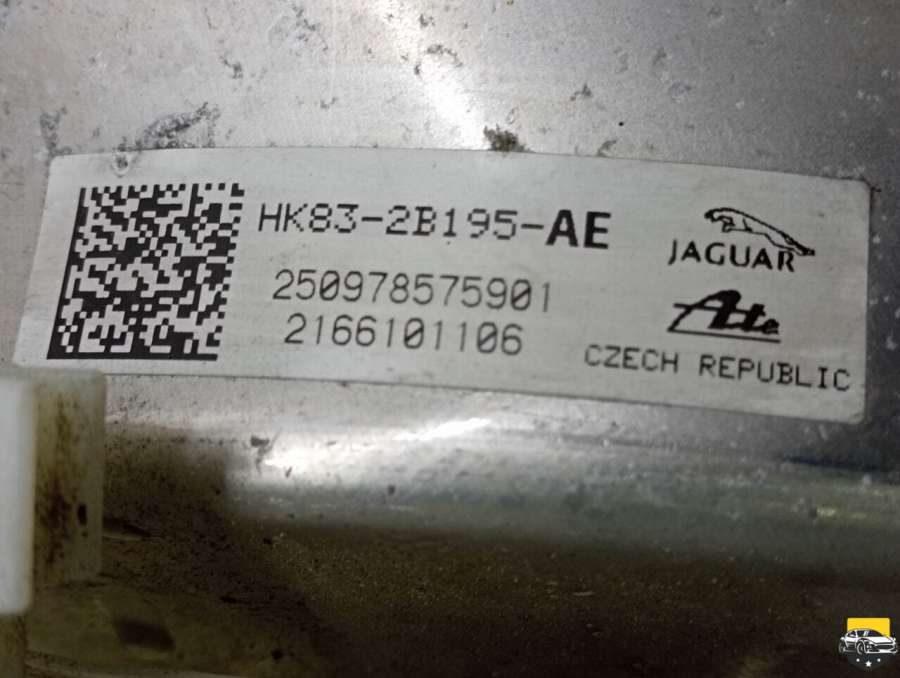 HK83-2B195-AE
250978575901
2166101106
JAGUAR
Ate
CZECH REPUBLIC